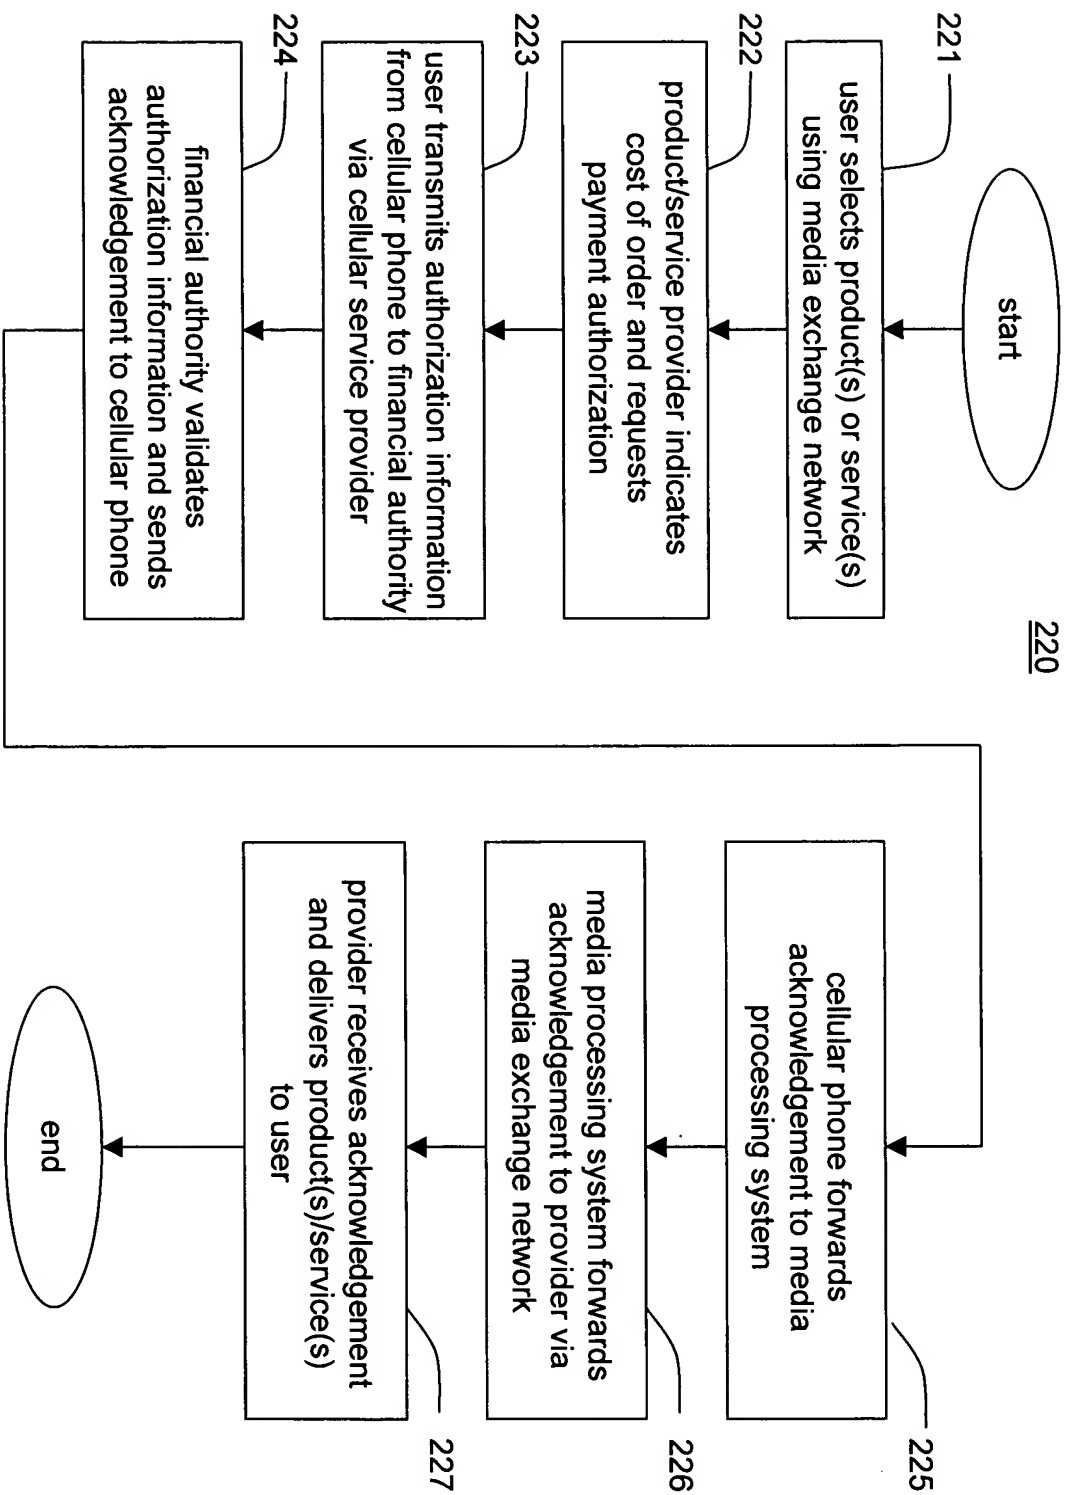 220
start
221
user selects product(s) or service(s)
using media exchange network
222
product/service provider indicates
cost of order and requests
payment authorization
223
user transmits authorization information
from cellular phone to financial authority
via cellular service provider
224
financial authority validates
authorization information and sends
acknowledgement to cellular phone
225
cellular phone forwards
acknowledgement to media
processing system
226
media processing system forwards
acknowledgement to provider via
media exchange network
227
provider receives acknowledgement
and delivers product(s)/service(s)
to user
end